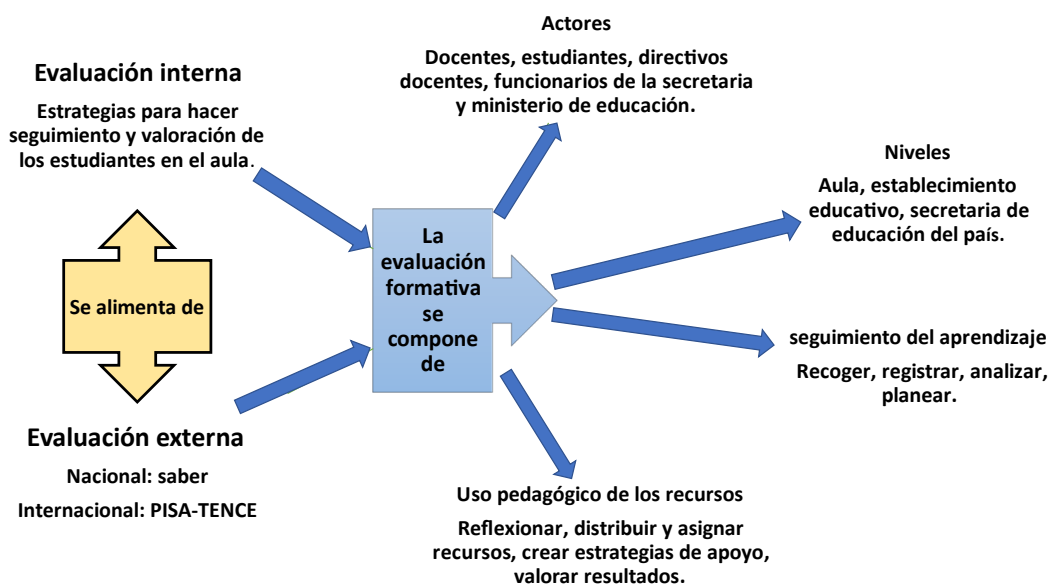 Evaluación interna
Estrategias para hacer
seguimiento y valoración de
los estudiantes en el aula.
Se alimenta de
Evaluación externa
Nacional: saber
Internacional: PISA-TENCE
La
evaluación
formativa
se
compone
de
Actores
Docentes, estudiantes, directivos
docentes, funcionarios de la secretaria
y ministerio de educación.
Niveles
Aula, establecimiento
educativo, secretaria de
educación del país.
seguimiento del aprendizaje
Recoger, registrar, analizar,
planear.
Uso pedagógico de los recursos
Reflexionar, distribuir y asignar
recursos, crear estrategias de apoyo,
valorar resultados.